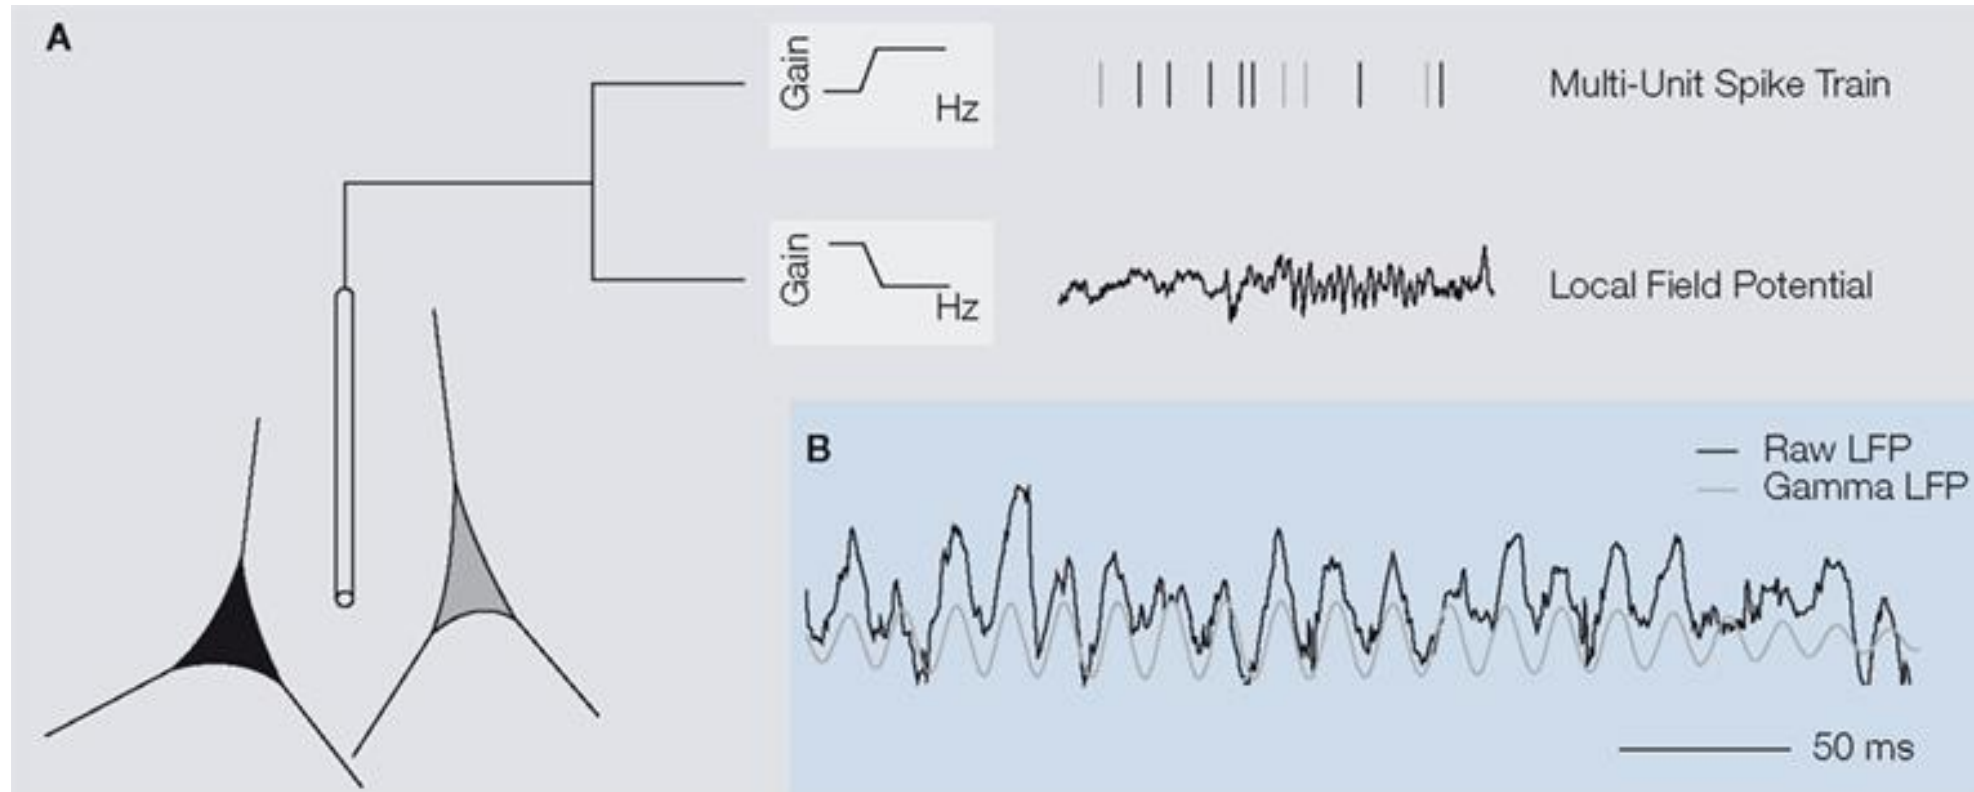 A
Gain
Hz
Multi-Unit Spike Train
Gain
Hz
Local Field Potential
B
Raw LFP
Gamma LFP
50 ms